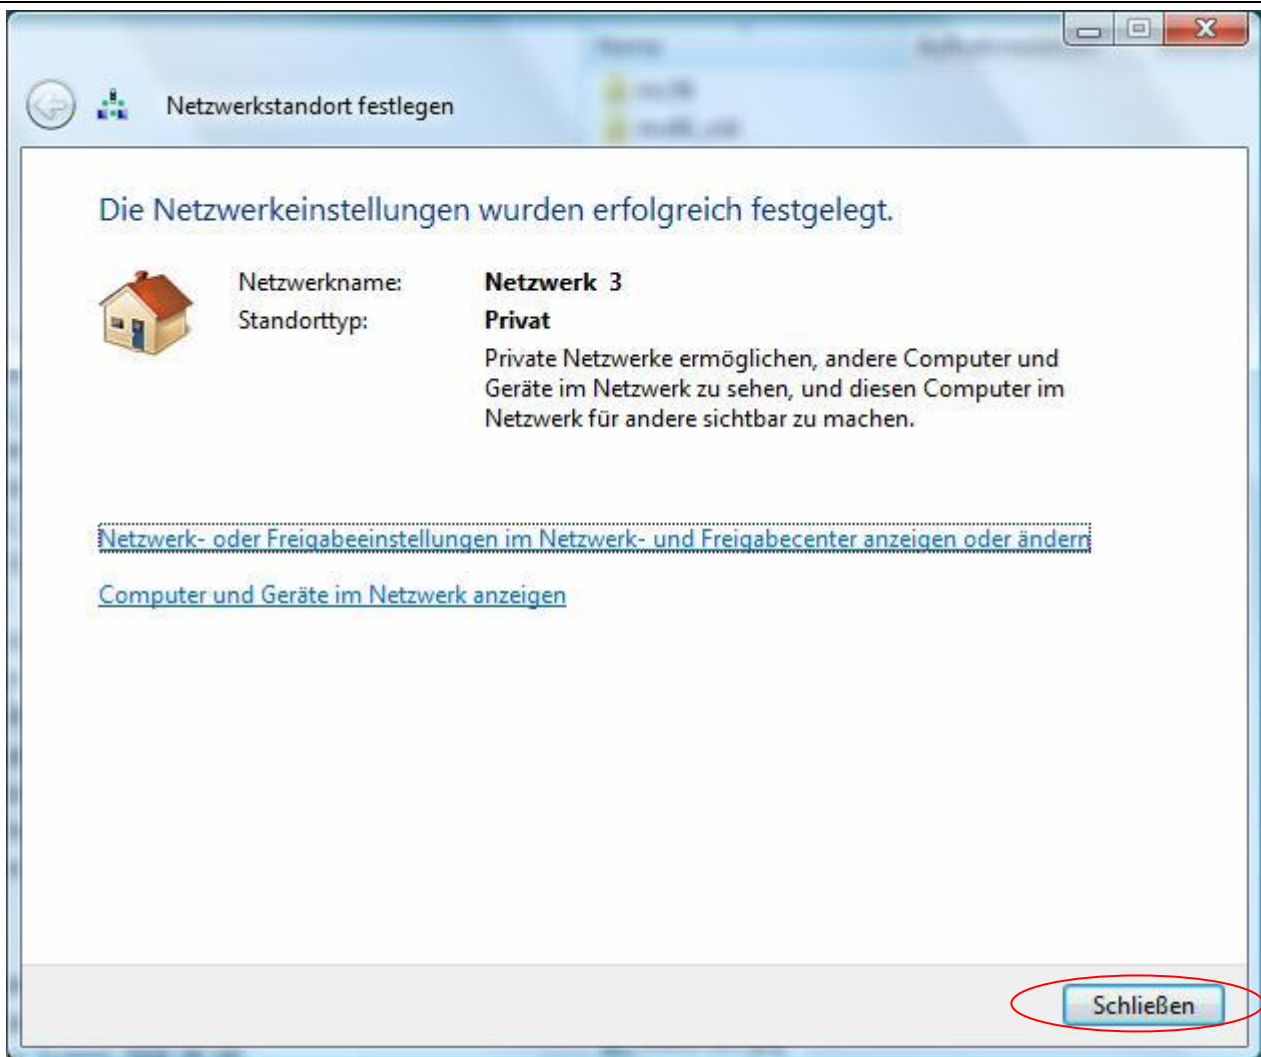 Netzwerkstandort festlegen
Die Netzwerkeinstellungen wurden erfolgreich festgelegt.
Netzwerkname: Netzwerk 3
Standorttyp: Privat
Private Netzwerke ermöglichen, andere Computer und
Geräte im Netzwerk zu sehen, und diesen Computer im
Netzwerk für andere sichtbar zu machen.
Netzwerk- oder Freigabeeinstellungen im Netzwerk- und Freigabecenter anzeigen oder ändern
Computer und Geräte im Netzwerk anzeigen
Schließen